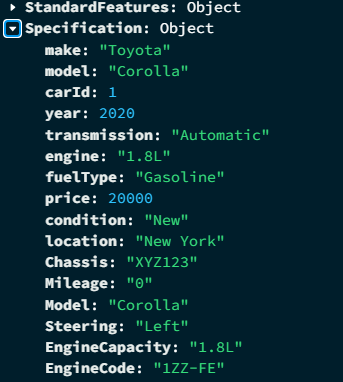 StandardFeatures: Object
Specification: Object
make: "Toyota"
model: "Corolla"
carId: 1
year: 2020
transmission: "Automatic"
engine: "1.8L"
fuelType: "Gasoline"
price: 20000
condition: "New"
location: "New York"
Chassis: "XYZ123"
Mileage: "0"
Model: "Corolla"
Steering: "Left"
EngineCapacity: "1.8L"
EngineCode: "1ZZ-FE"